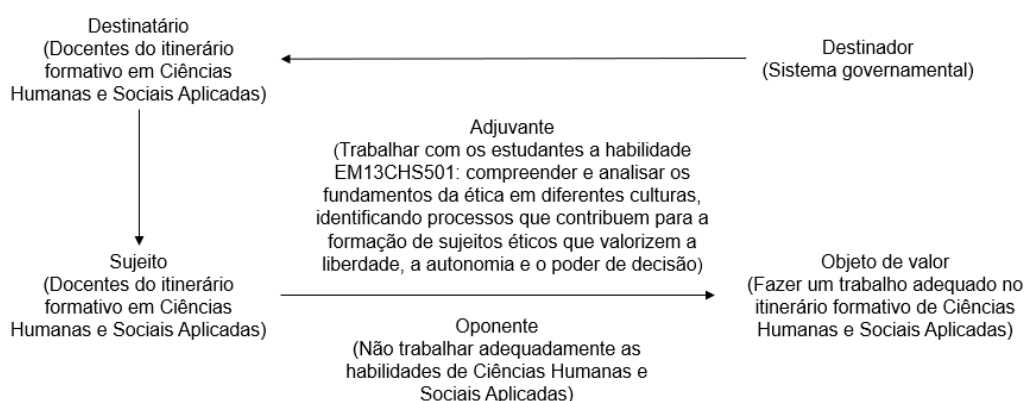 Destinatário
(Docentes do itinerário
formativo em Ciências
Humanas e Sociais Aplicadas)
Destinador
(Sistema governamental)
Adjuvante
(Trabalhar com os estudantes a habilidade
EM13CHS501: compreender e analisar os
fundamentos da ética em diferentes culturas,
identificando processos que contribuem para a
formação de sujeitos éticos que valorizem a
liberdade, a autonomia e o poder de decisão)
Sujeito
(Docentes do itinerário
formativo em Ciências
Humanas e Sociais Aplicadas)
Objeto de valor
(Fazer um trabalho adequado no
itinerário formativo de Ciências
Humanas e Sociais Aplicadas)
Oponente
(Não trabalhar adequadamente as
habilidades de Ciências Humanas e
Sociais Aplicadas)